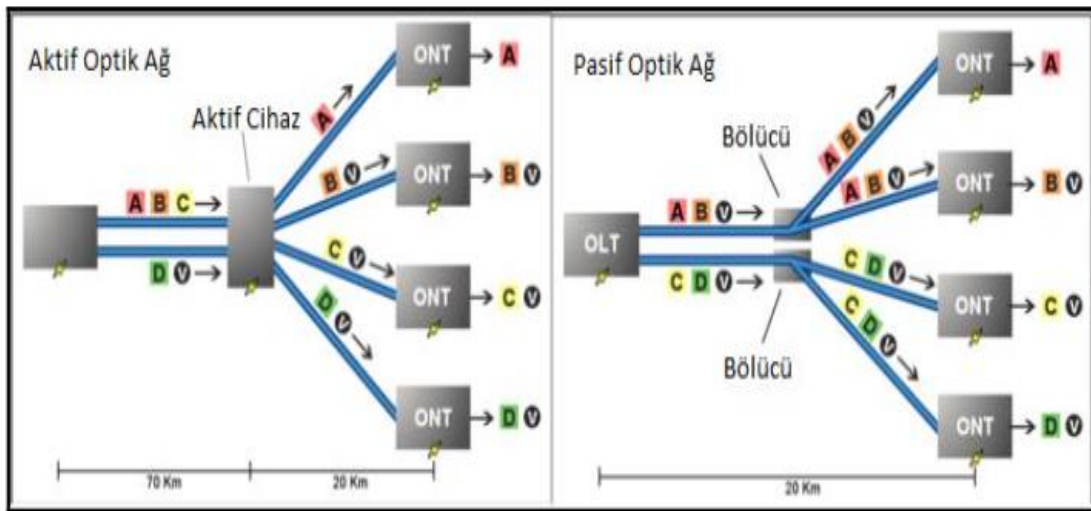 Aktif Optik Ağ
Aktif Cihaz
A B C
D V
A
B V
C V
D V
ONT
A
ONT
B V
ONT
C V
ONT
D V
70 Km
20 Km
Pasif Optik Ağ
OLT
A B V
C D V
Bölücü
Bölücü
A B V
A B V
C D V
C D V
ONT
A
ONT
B V
ONT
C V
ONT
D V
20 Km